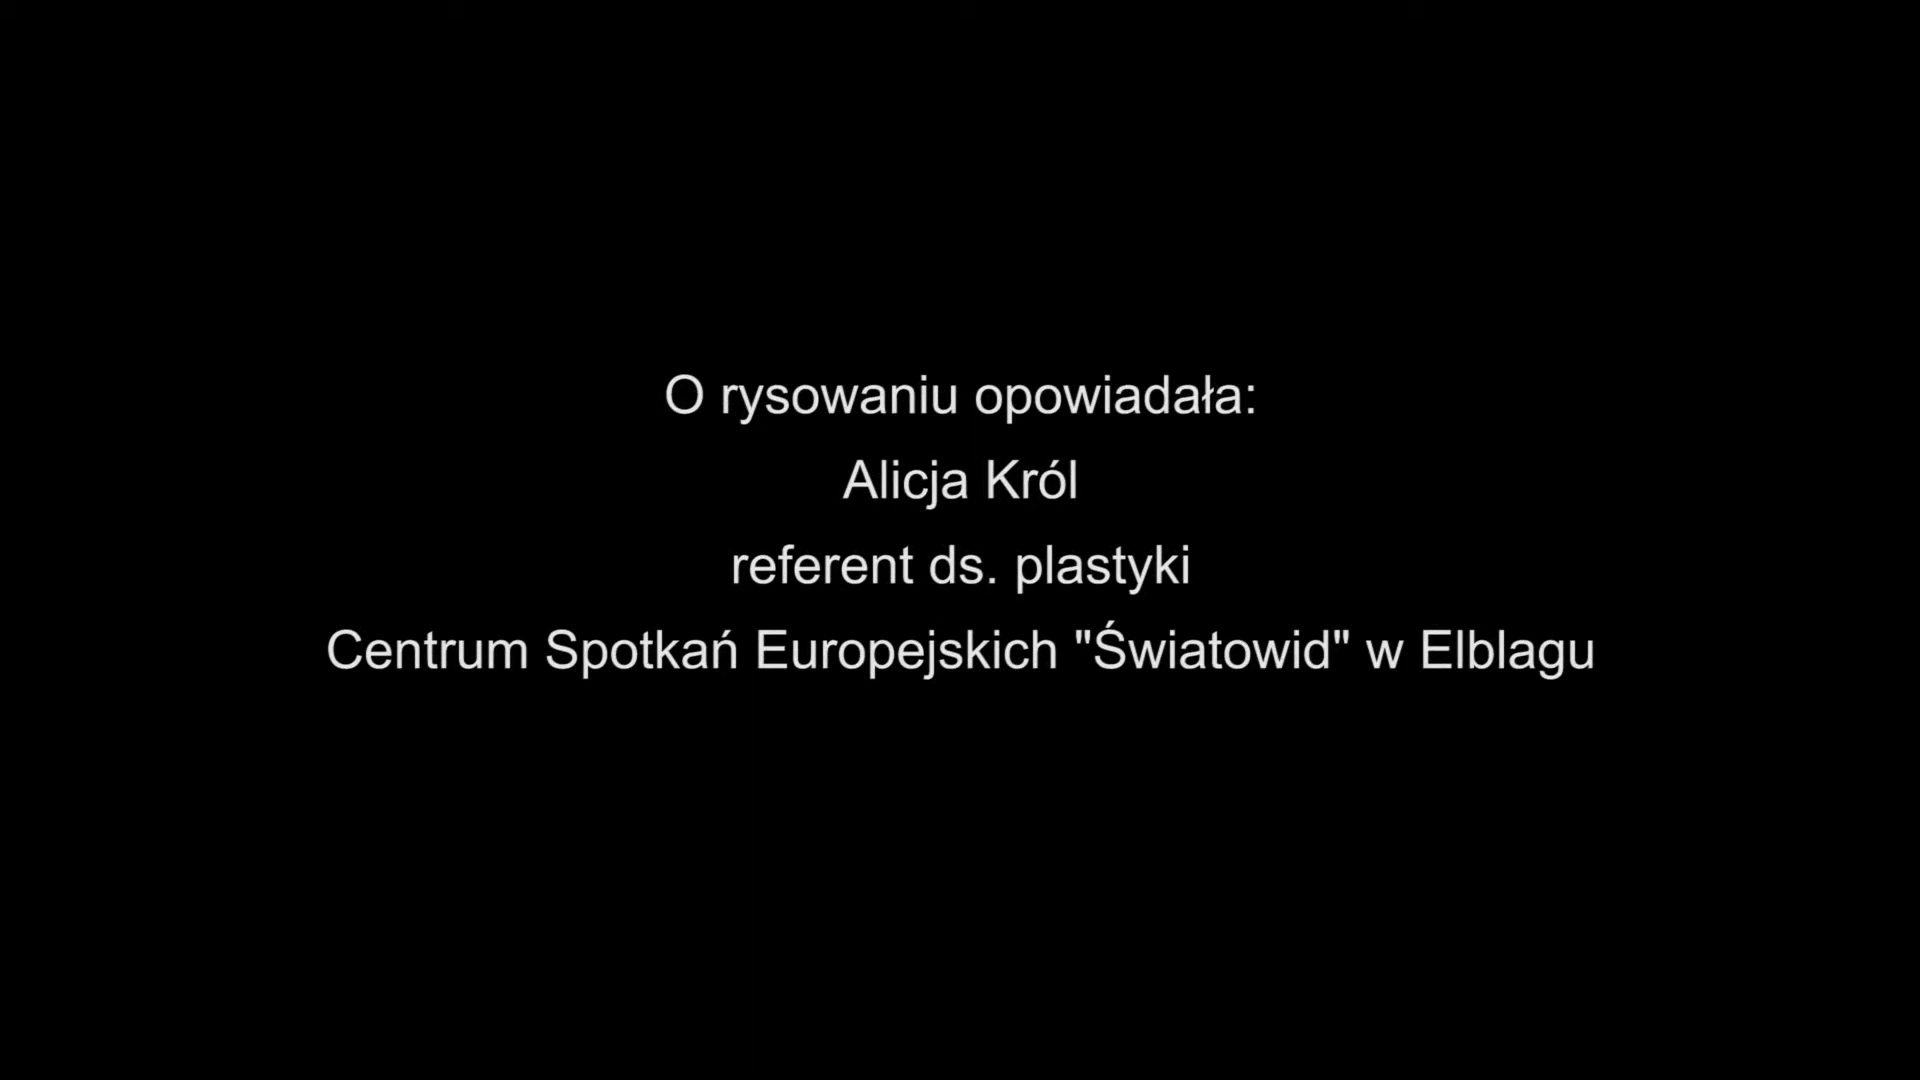 O rysowaniu opowiadała:
Alicja Król
referent ds. plastyki
Centrum Spotkań Europejskich "Światowid" w Elblagu